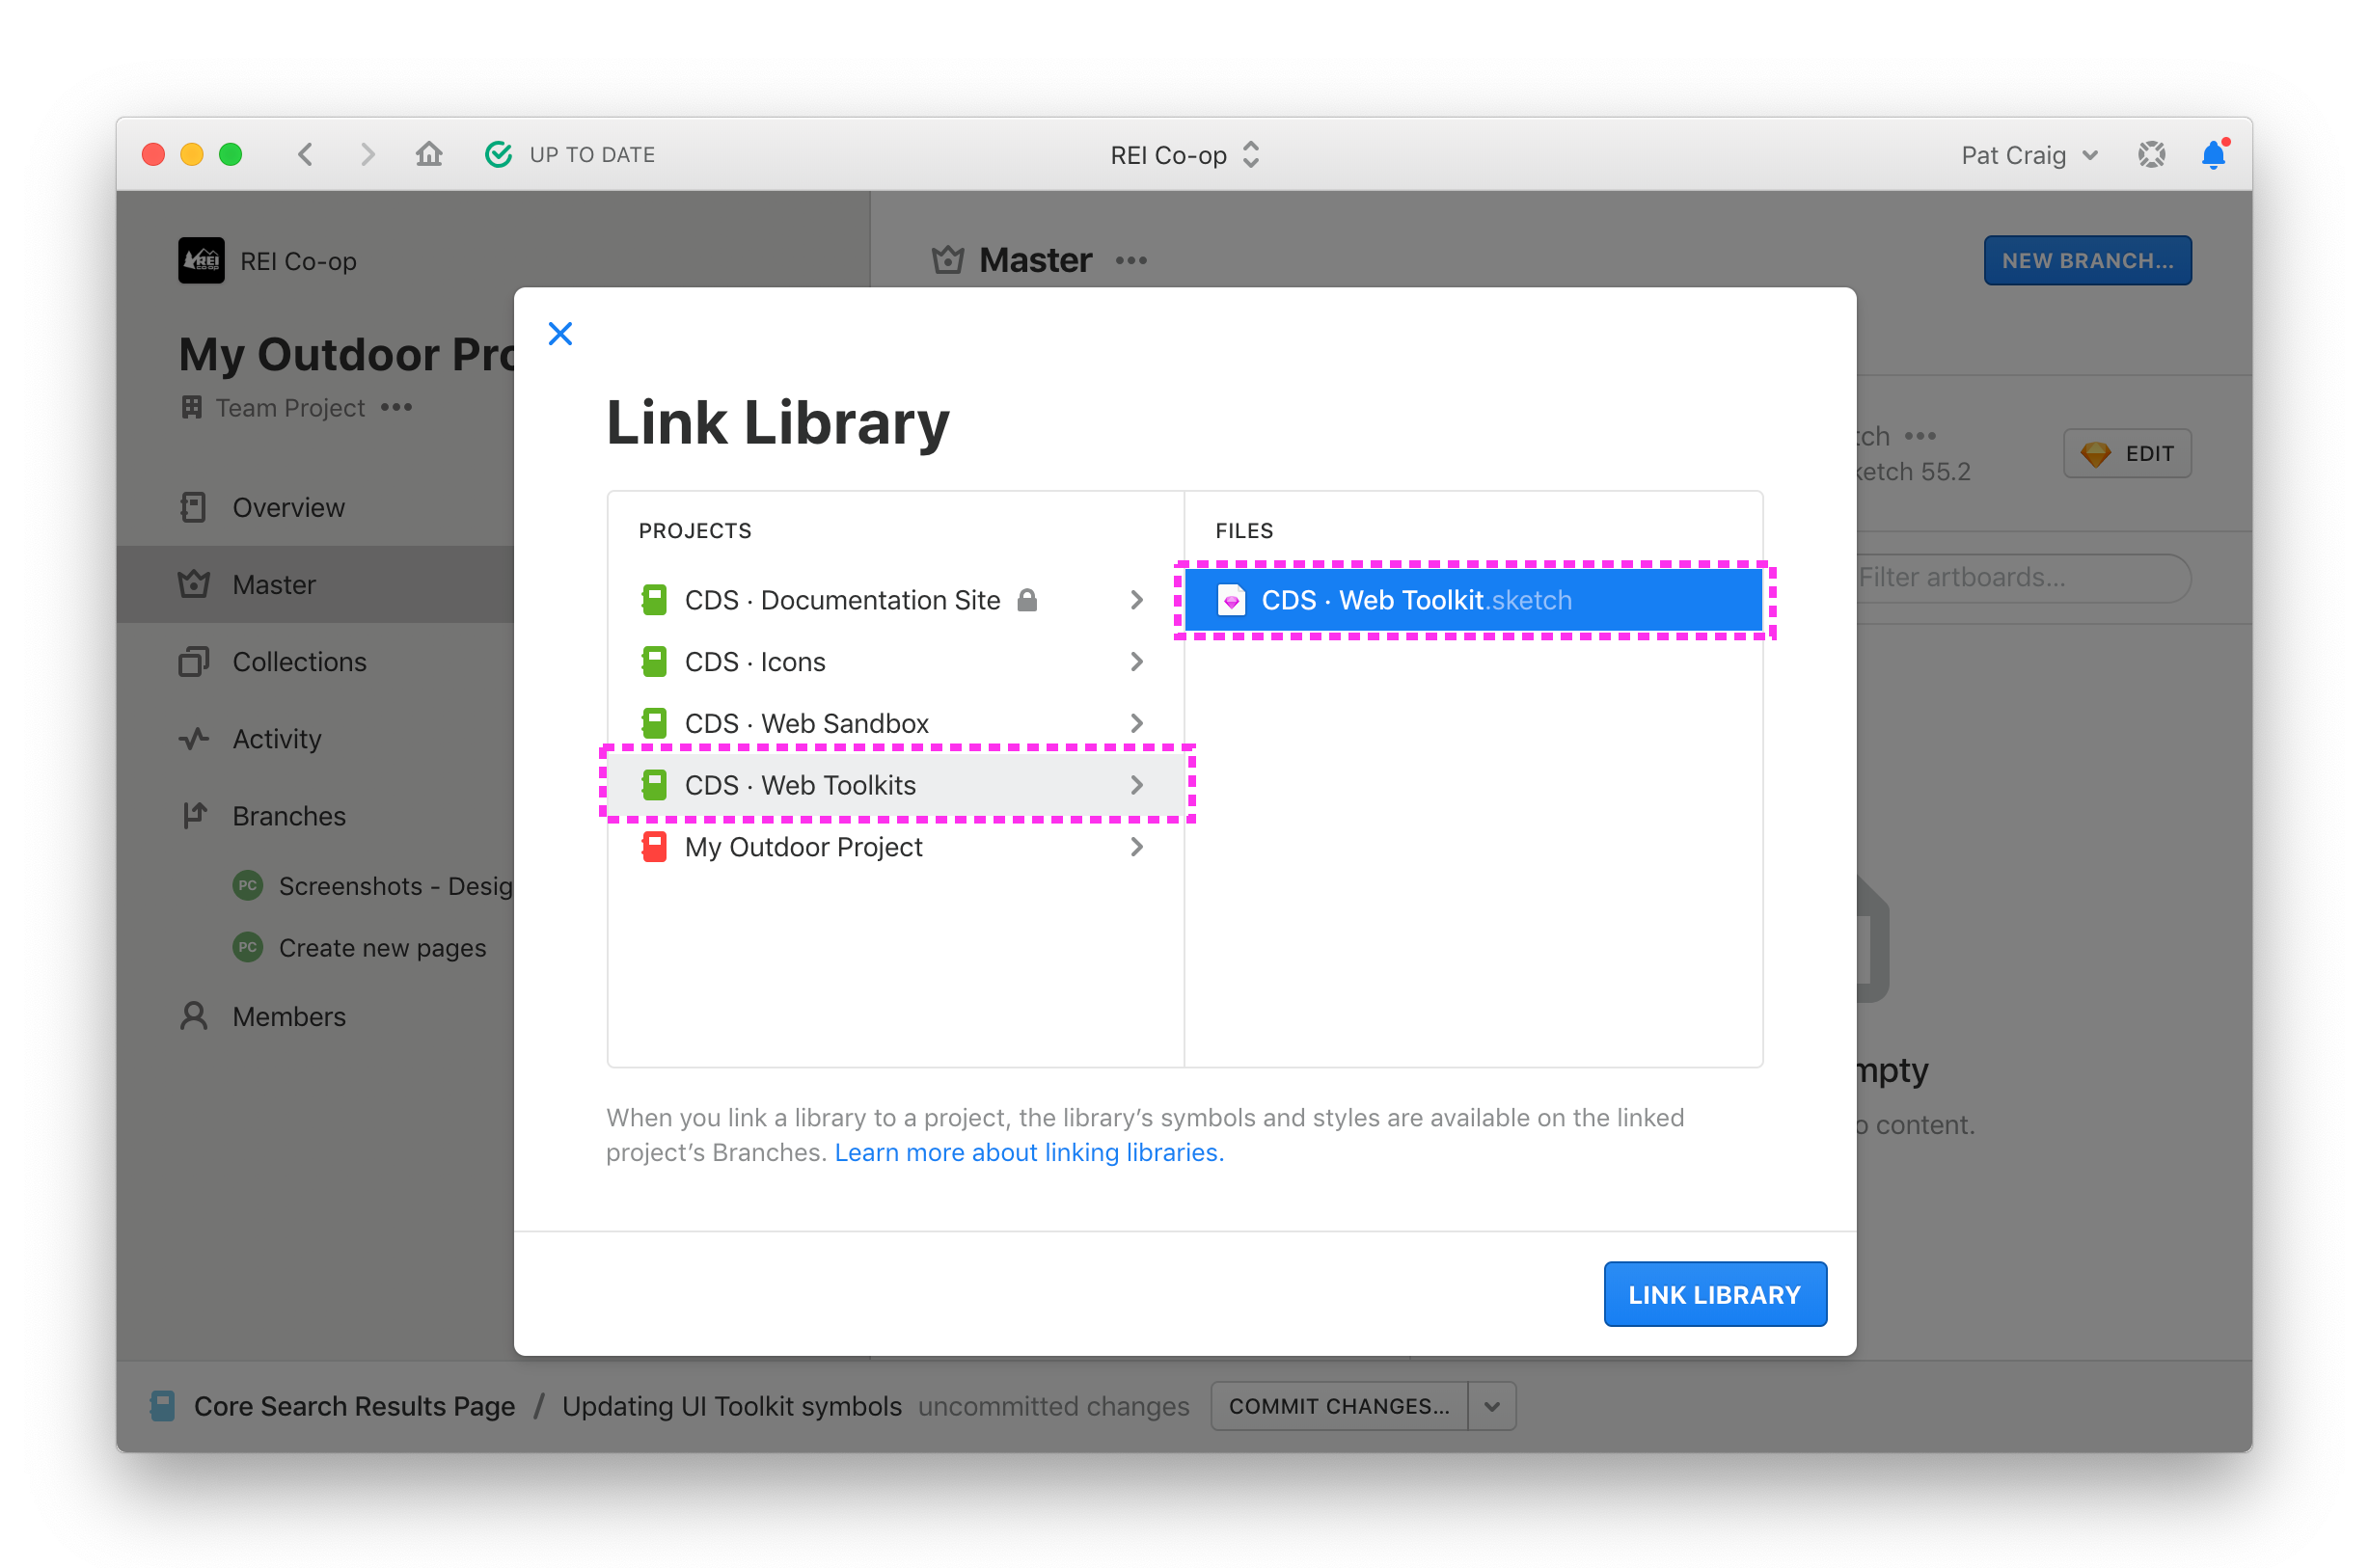 UP TO DATE
REI Co-op
Pat Craig
REI Co-op
REI Co-op
Master
NEW BRANCH...
My Outdoor Pro
Team Project
Overview
Master
Collections
Activity
Branches
PC Screenshots - Desig
PC Create new pages
Members
Link Library
PROJECTS
CDS · Documentation Site
CDS · Icons
CDS · Web Sandbox
CDS · Web Toolkits
My Outdoor Project
FILES
CDS · Web Toolkit.sketch
When you link a library to a project, the library’s symbols and styles are available on the linked
project’s Branches. Learn more about linking libraries.
LINK LIBRARY
tch
ketch 55.2
EDIT
Filter artboards...
mpty
o content.
Core Search Results Page / Updating UI Toolkit symbols uncommitted changes
COMMIT CHANGES...